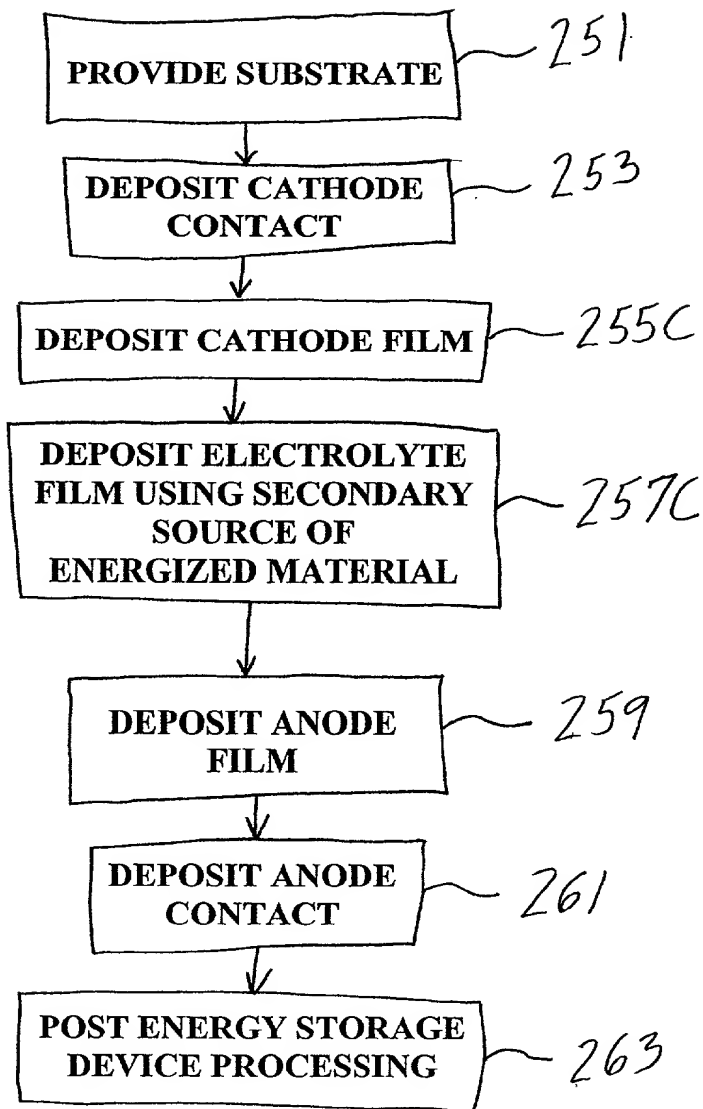 PROVIDE SUBSTRATE
251
DEPOSIT CATHODE
CONTACT
253
DEPOSIT CATHODE FILM
255C
DEPOSIT ELECTROLYTE
FILM USING SECONDARY
SOURCE OF
ENERGIZED MATERIAL
257C
DEPOSIT ANODE
FILM
259
DEPOSIT ANODE
CONTACT
261
POST ENERGY STORAGE
DEVICE PROCESSING
263